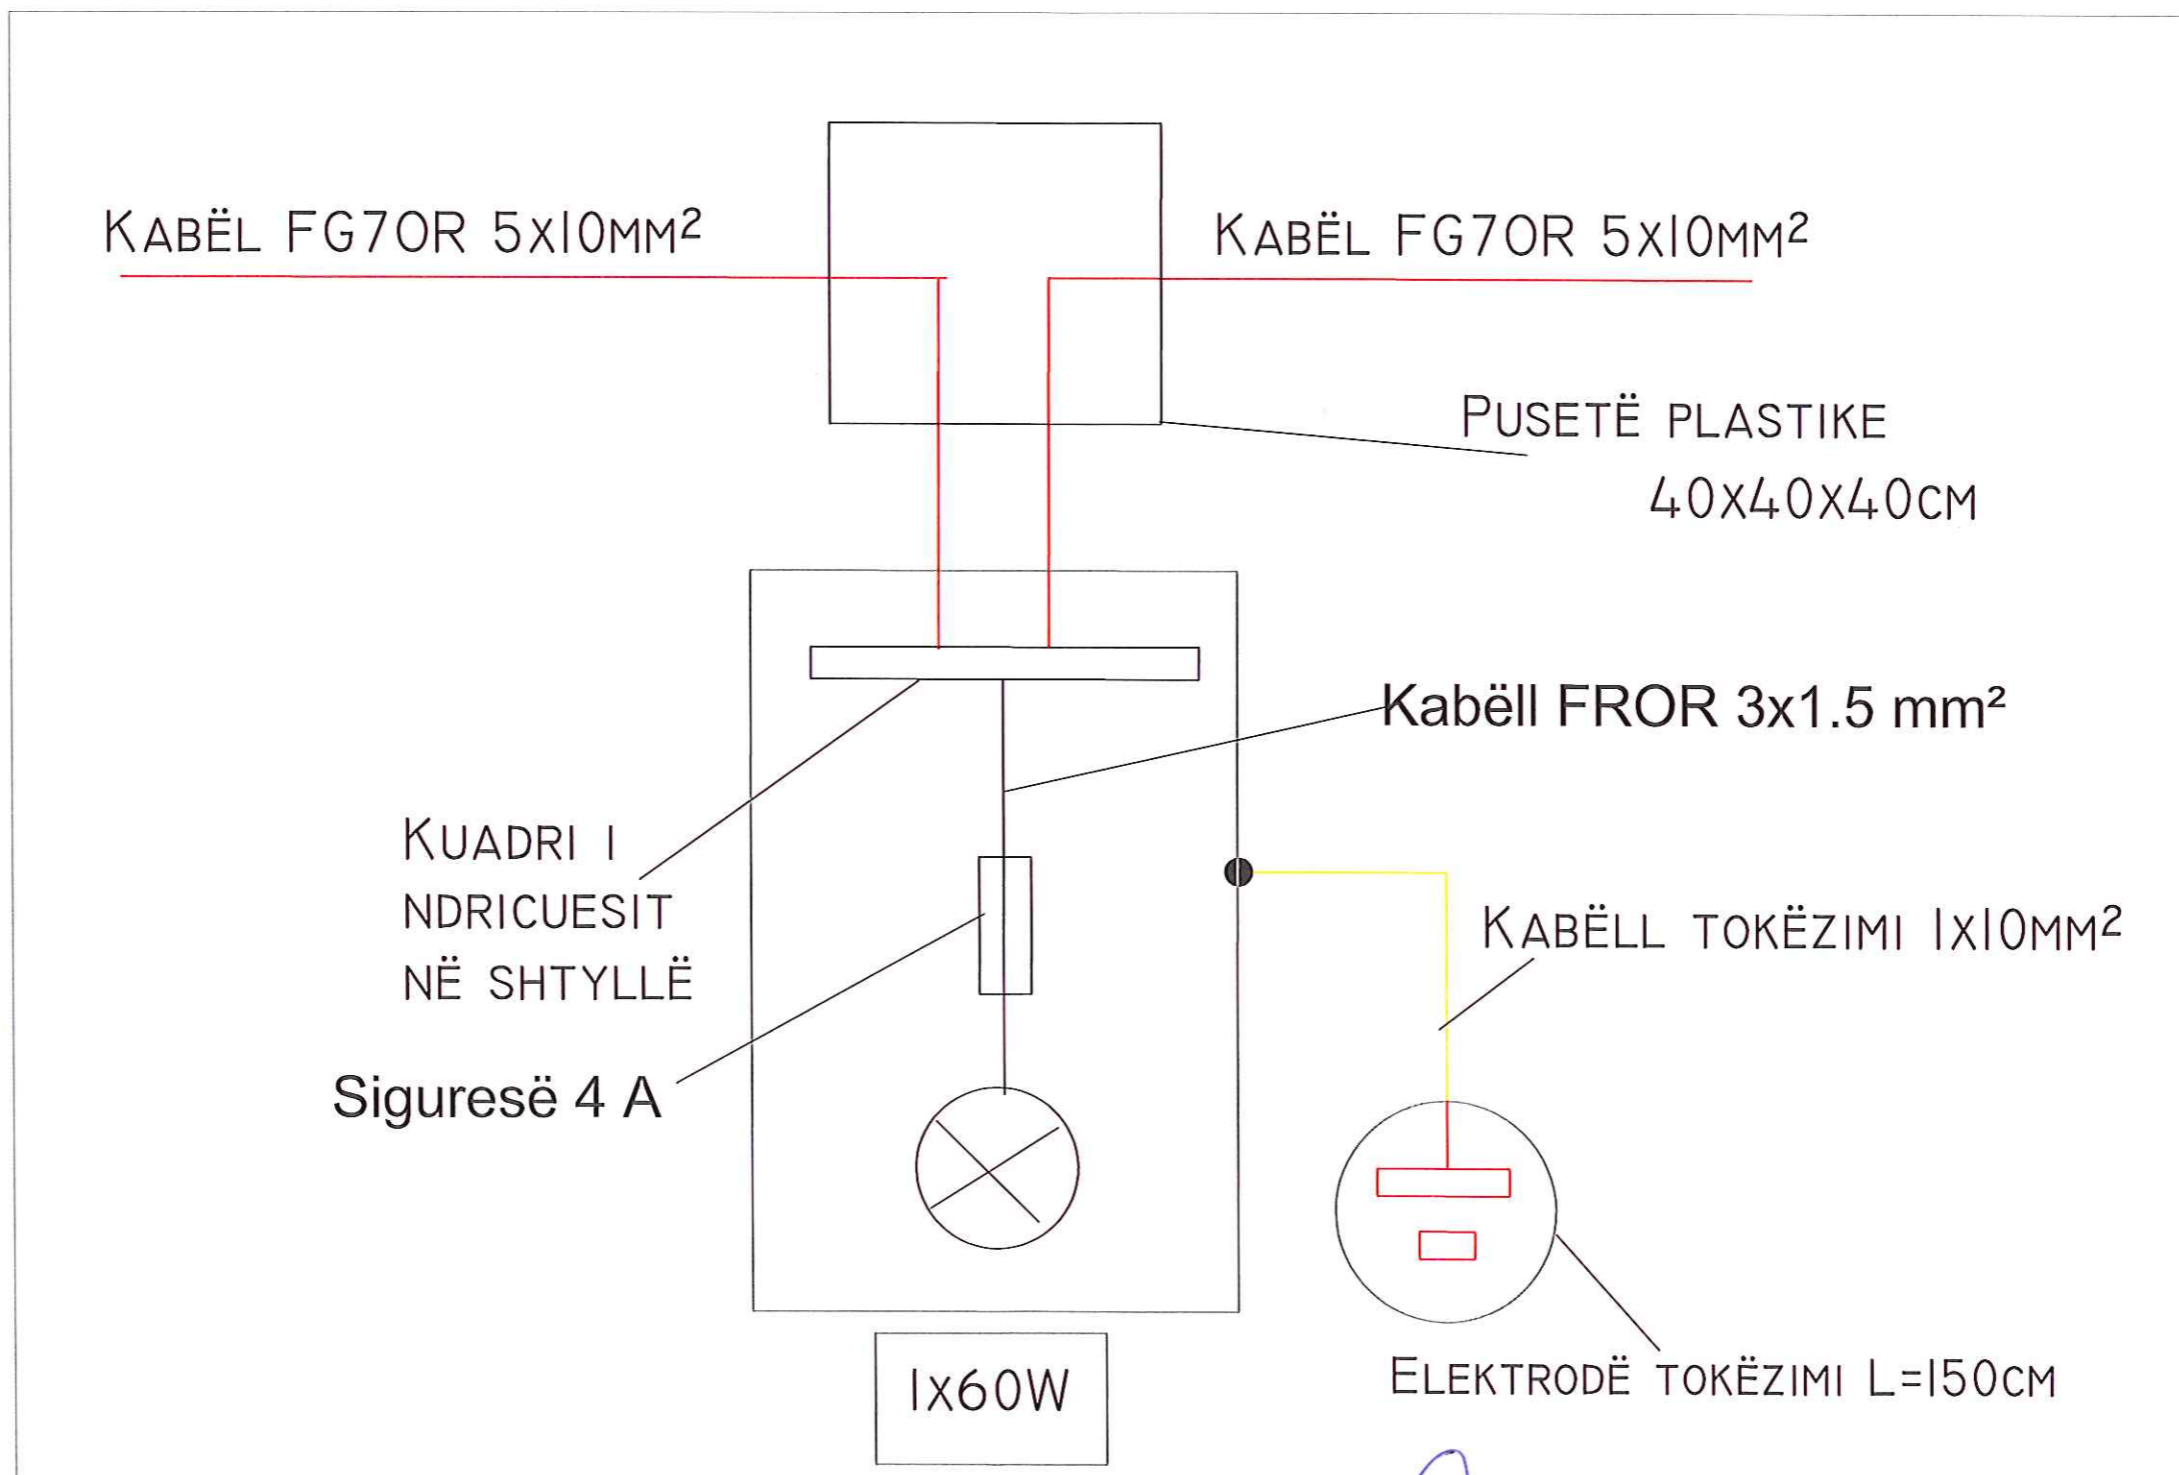 KABËL FG7OR 5X10MM²
KABËL FG7OR 5X10MM²
PUSETË PLASTIKE
40X40X40CM
Kabëll FROR 3x1.5 mm²
KUADRI I
NDRICUESIT
NË SHTYLLË
KABËLL TOKËZIMI 1X10MM²
Siguresë 4 A
1X60W
ELEKTRODË TOKËZIMI L=150CM